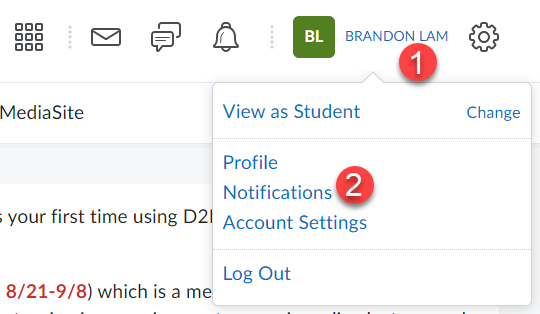 BL BRANDON LAM
1
MediaSite
View as Student Change
Profile
Notifications 2
Account Settings
s your first time using D2
8/21-9/8) which is a me
Log Out